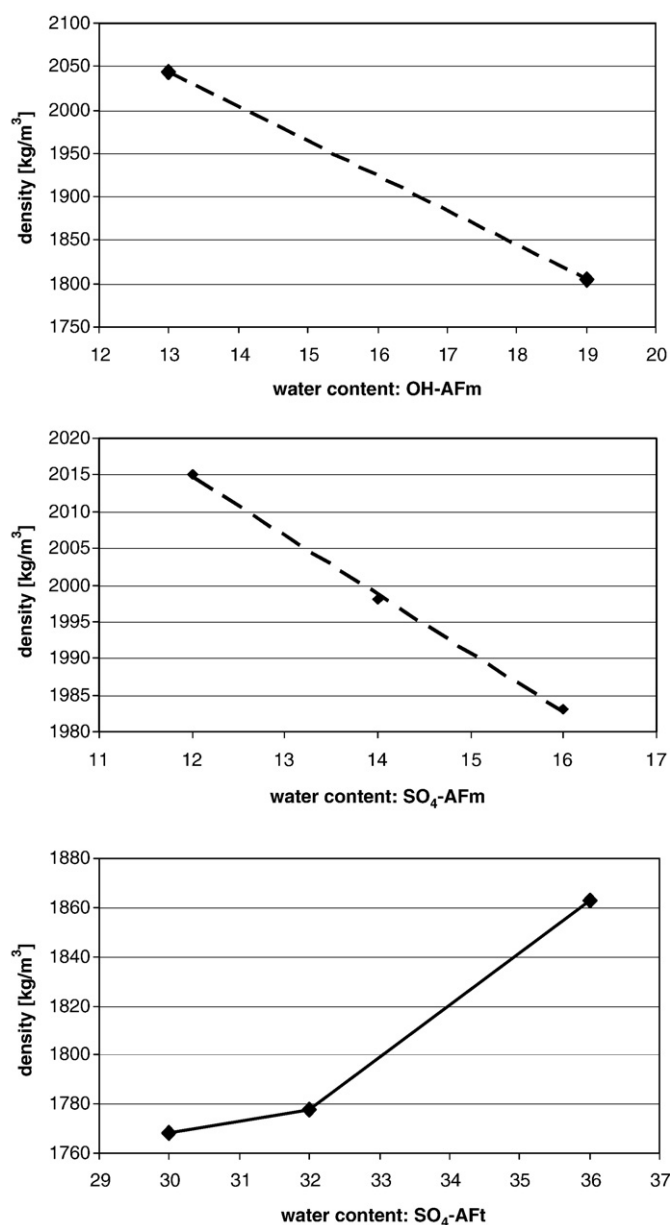 2100
2050
2000
1950
1900
1850
1800
1750
density [kg/m³]
12 13 14 15 16 17 18 19 20
water content: OH-AFm
2020
2015
2010
2005
2000
1995
1990
1985
1980
density [kg/m³]
11 12 13 14 15 16 17
water content: SO₄-AFm
1880
1860
1840
1820
1800
1780
1760
density [kg/m³]
29 30 31 32 33 34 35 36 37
water content: SO₄-AFt